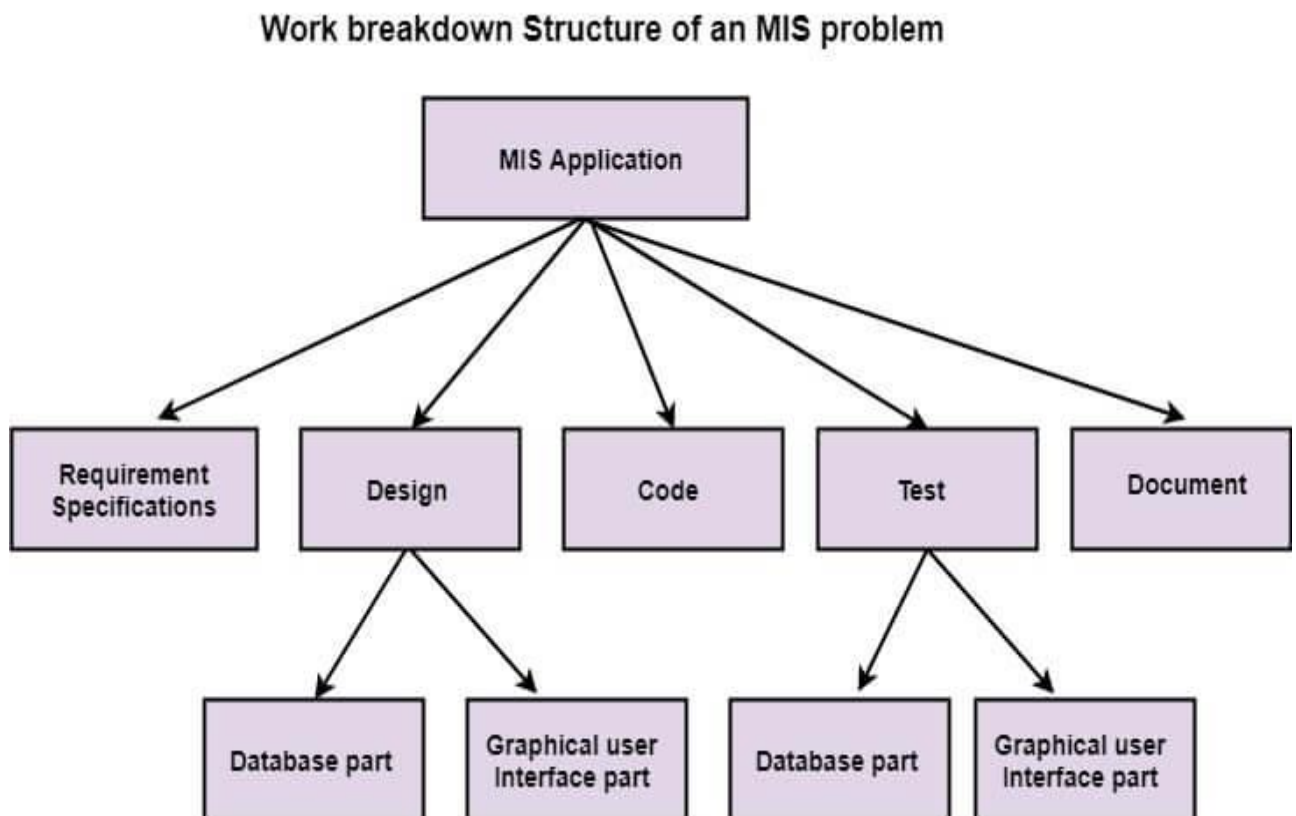 Work breakdown Structure of an MIS problem
MIS Application
Requirement
Specifications
Design
Code
Test
Document
Database part
Graphical user
Interface part
Database part
Graphical user
Interface part